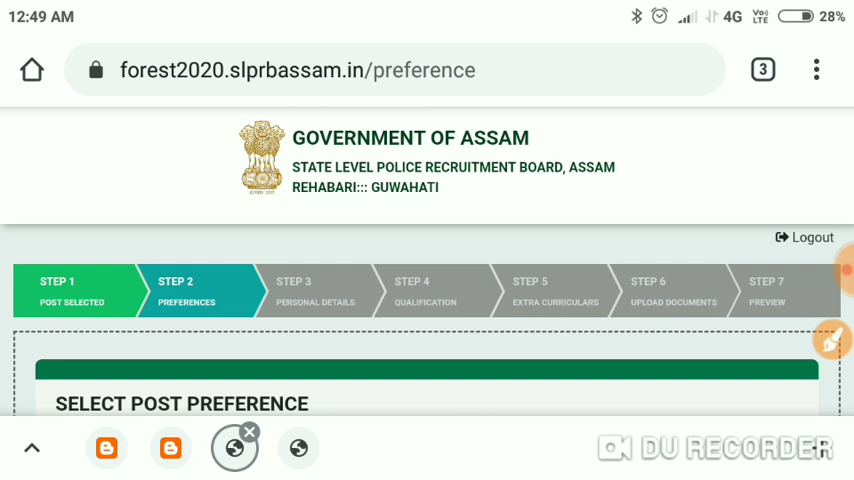 12:49 AM 4G Vo) LTE 28%
forest2020.slprbassam.in/preference 3
GOVERNMENT OF ASSAM
STATE LEVEL POLICE RECRUITMENT BOARD, ASSAM
REHABARI::: GUWAHATI
Logout
STEP 1 STEP 2 STEP 3 STEP 4 STEP 5 STEP 6 STEP 7
POST SELECTED PREFERENCES PERSONAL DETAILS QUALIFICATION EXTRA CURRICULARS UPLOAD DOCUMENTS PREVIEW
SELECT POST PREFERENCE
DU RECORDER